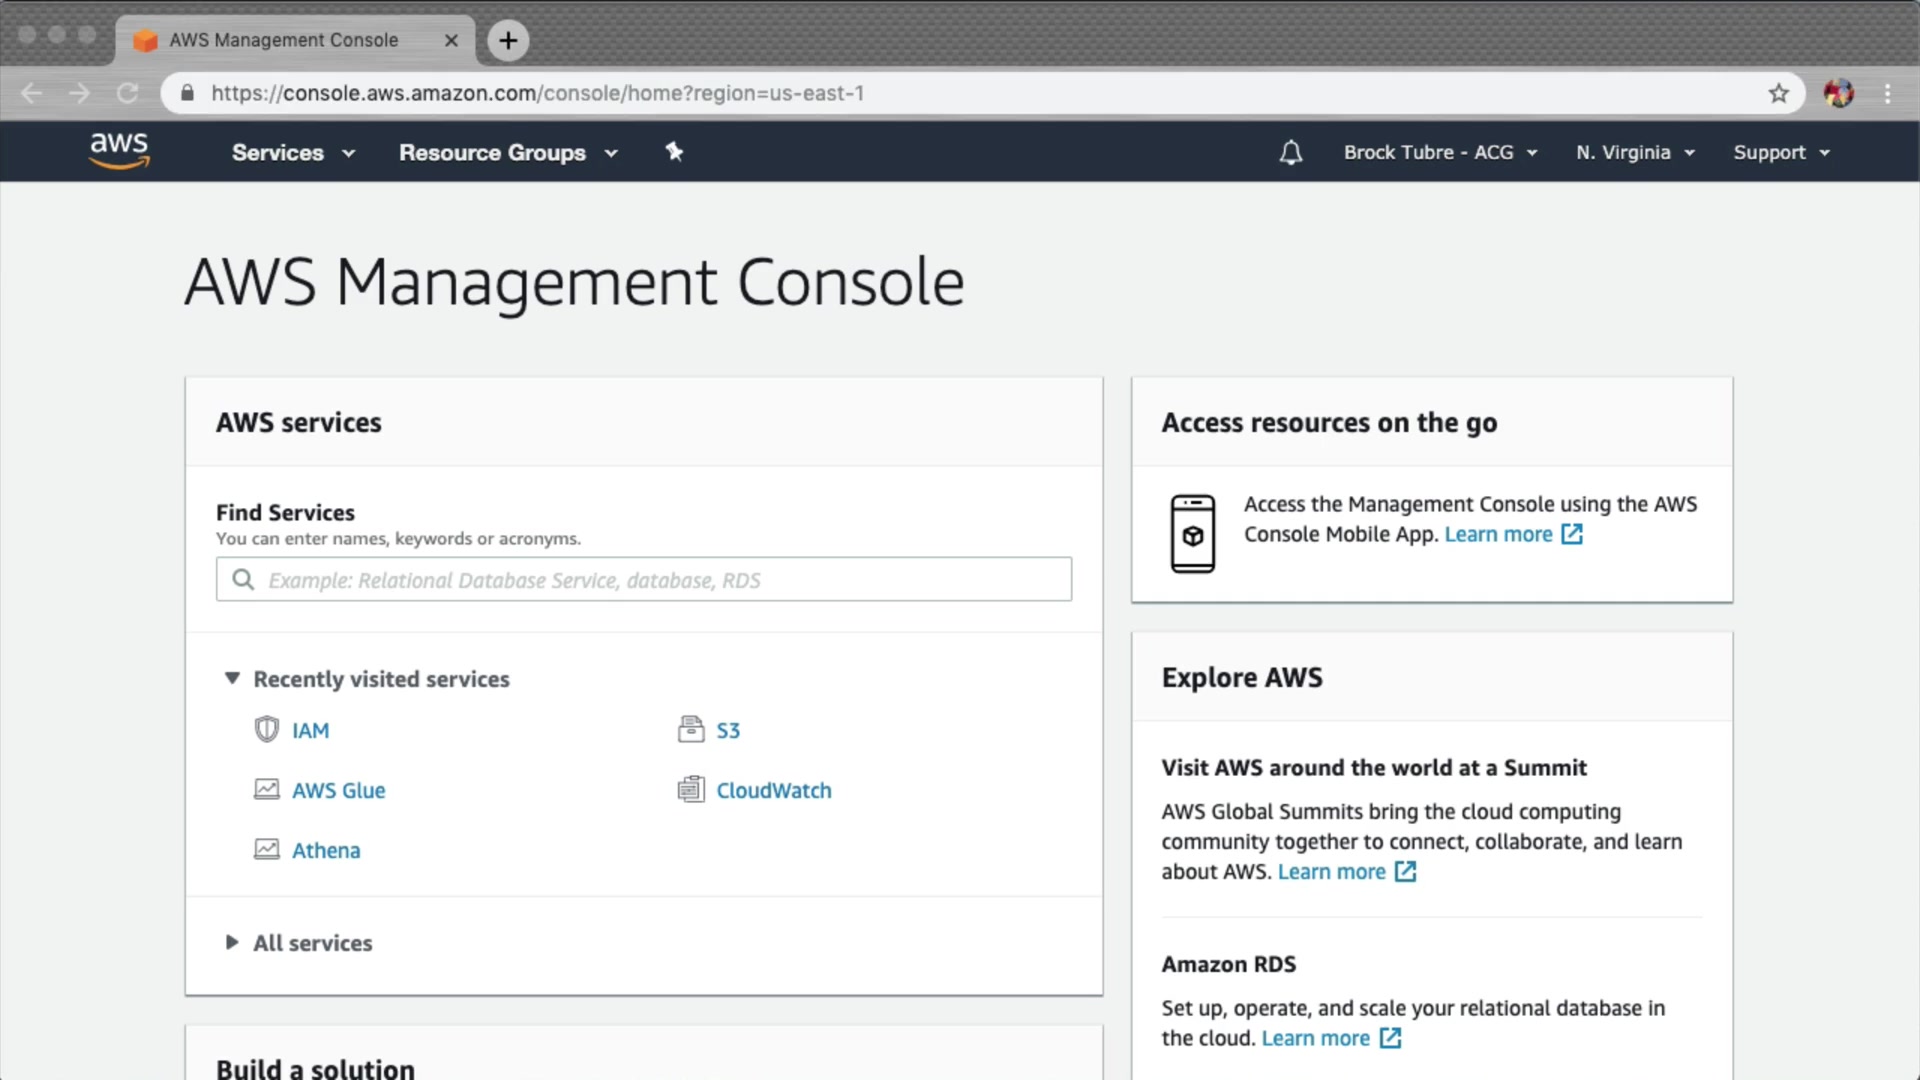 AWS Management Console
https://console.aws.amazon.com/console/home?region=us-east-1
aws
Services
Resource Groups
Brock Tubre - ACG
N. Virginia
Support
AWS Management Console
AWS services
Find Services
You can enter names, keywords or acronyms.
Example: Relational Database Service, database, RDS
Recently visited services
IAM
S3
AWS Glue
CloudWatch
Athena
All services
Build a solution
Access resources on the go
Access the Management Console using the AWS
Console Mobile App. Learn more
Explore AWS
Visit AWS around the world at a Summit
AWS Global Summits bring the cloud computing
community together to connect, collaborate, and learn
about AWS. Learn more
Amazon RDS
Set up, operate, and scale your relational database in
the cloud. Learn more